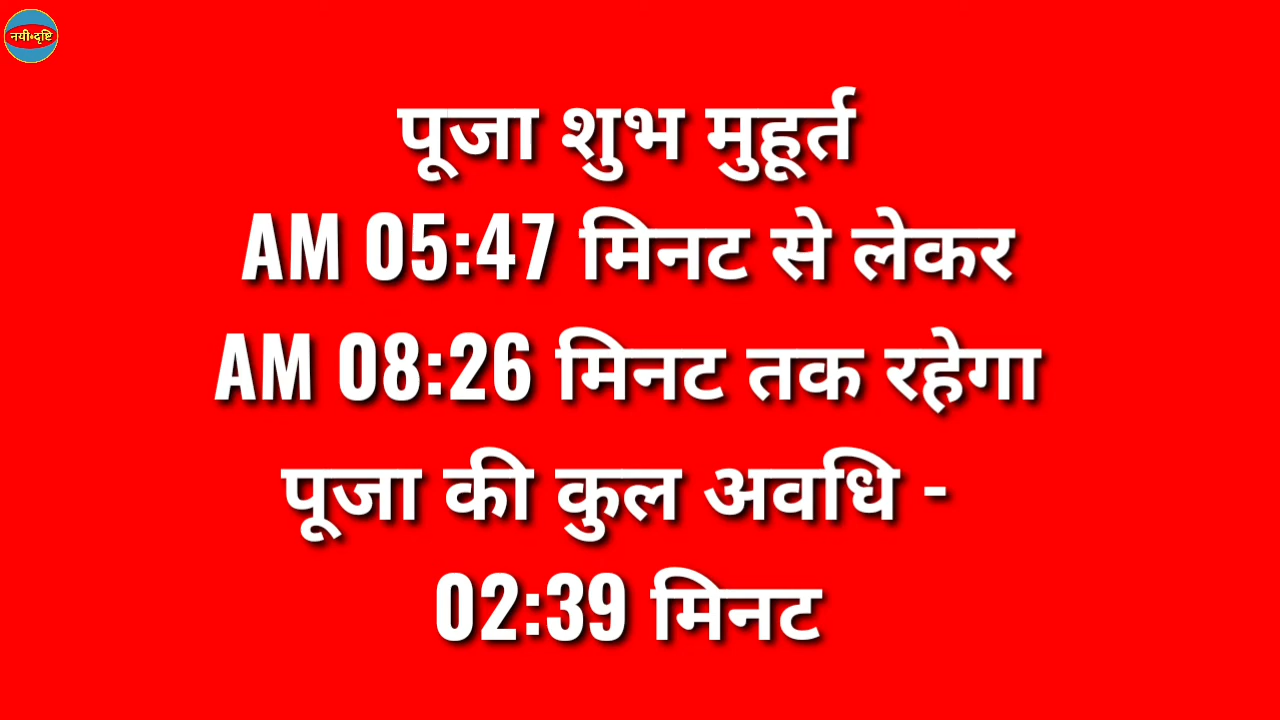 नयी•दृष्टि
पूजा शुभ मुहूर्त
AM 05:47 मिनट से लेकर
AM 08:26 मिनट तक रहेगा
पूजा की कुल अवधि -
02:39 मिनट